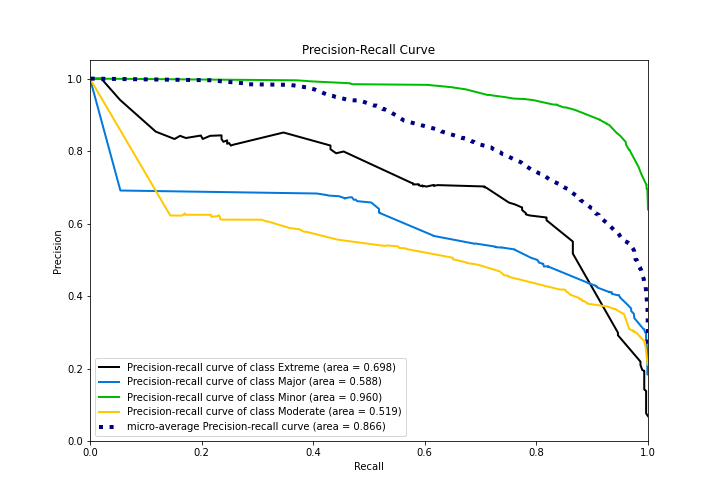 Precision-Recall Curve
Precision
1.0
0.8
0.6
0.4
0.2
0.0
Precision-recall curve of class Extreme (area = 0.698)
Precision-recall curve of class Major (area = 0.588)
Precision-recall curve of class Minor (area = 0.960)
Precision-recall curve of class Moderate (area = 0.519)
micro-average Precision-recall curve (area = 0.866)
0.0 0.2 0.4 0.6 0.8 1.0
Recall